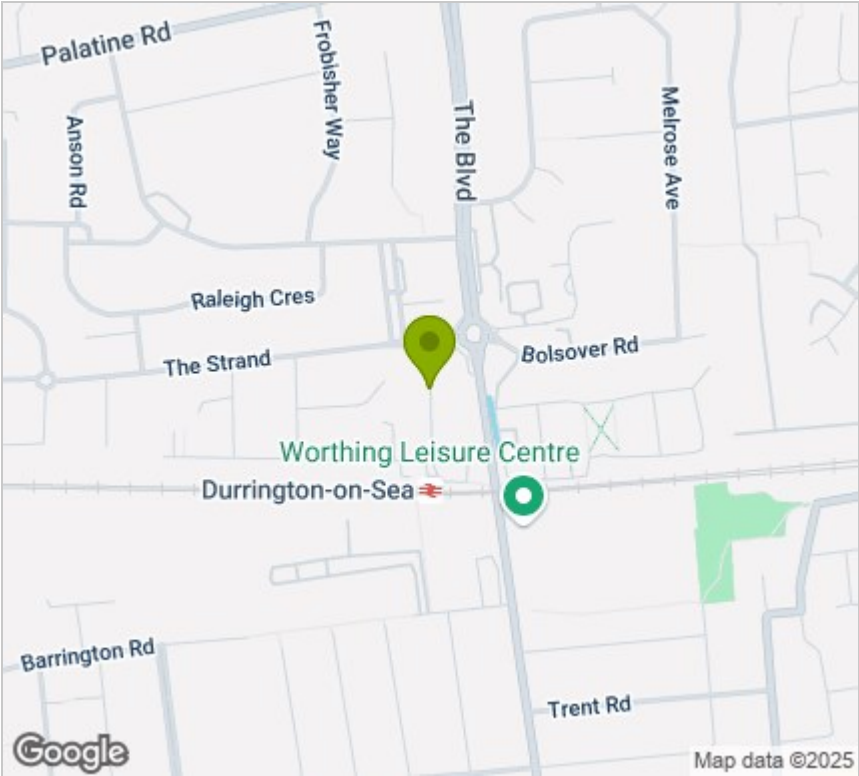 Palatine Rd
Frobisher Way
Anson Rd
The Blvd
Melrose Ave
Raleigh Cres
The Strand
Bolsover Rd
Worthing Leisure Centre
Durrington-on-Sea
Barrington Rd
Trent Rd
Google
Map data ©2025